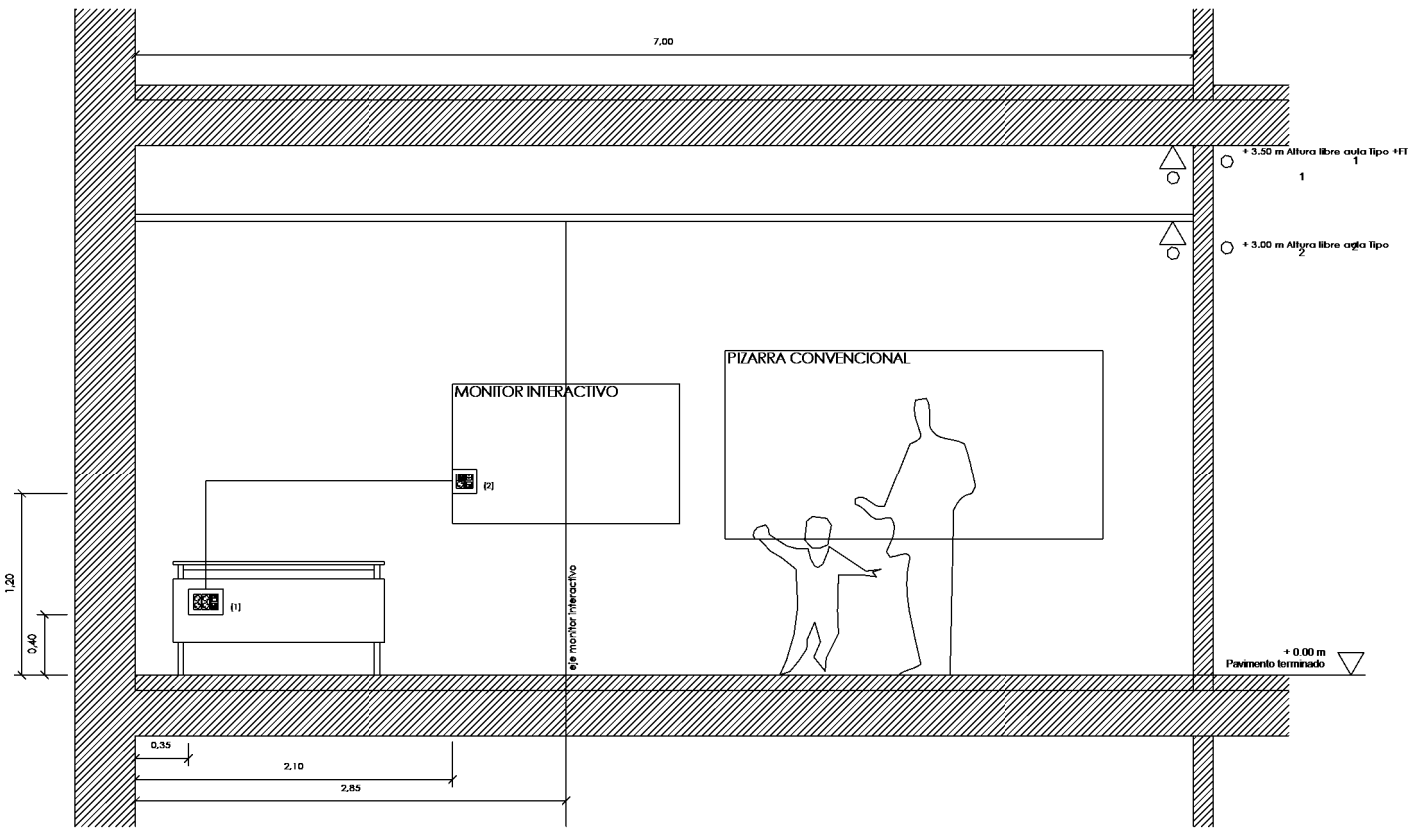 7,00
+ 3.50 m Altura libre aula Tipo +FT
1
1
+ 3.00 m Altura libre aula Tipo
2
2
PIZARRA CONVENCIONAL
MONITOR INTERACTIVO
(2)
1,20
0,40
(1)
eje monitor interactivo
+ 0.00 m
Pavimento terminado
0,35
2,10
2,85